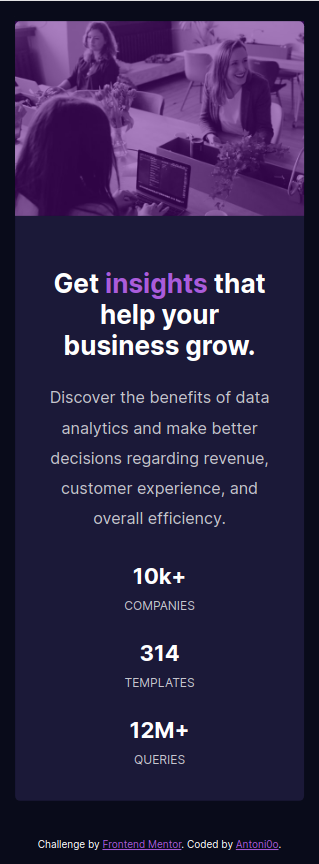 Get insights that
help your
business grow.
Discover the benefits of data
analytics and make better
decisions regarding revenue,
customer experience, and
overall efficiency.
10k+
COMPANIES
314
TEMPLATES
12M+
QUERIES
Challenge by Frontend Mentor. Coded by Antoni0o.